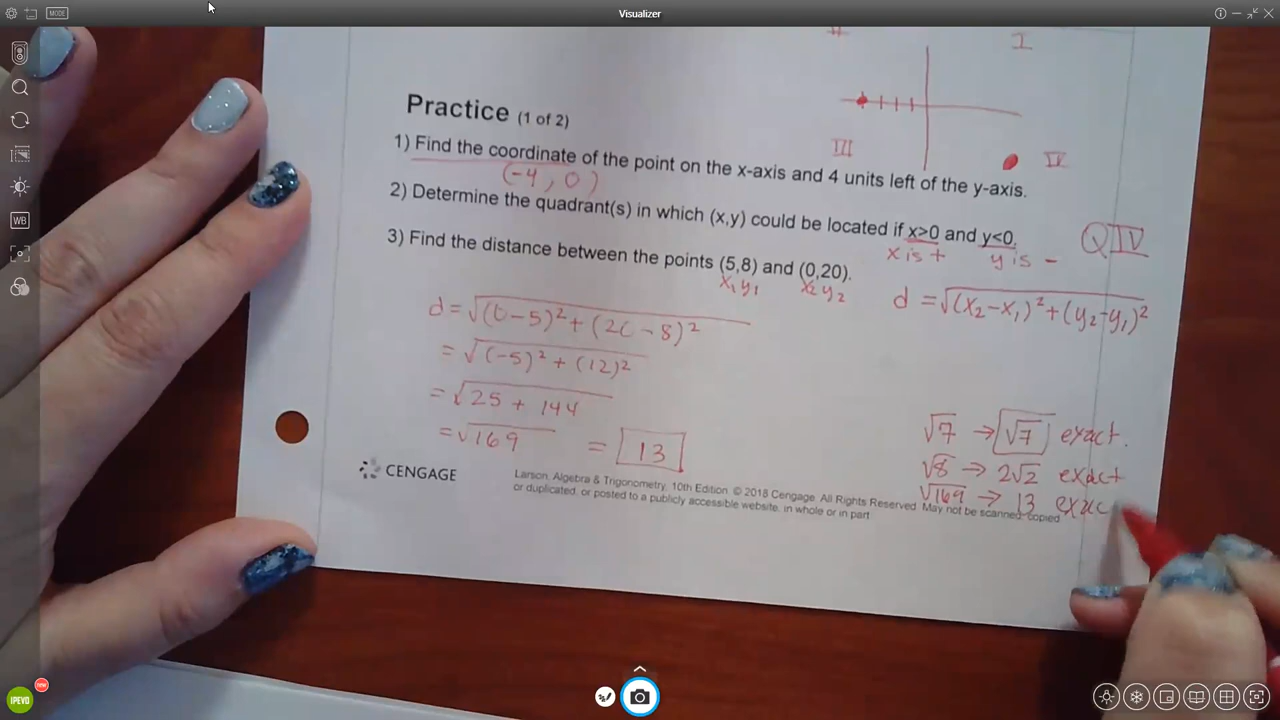 MODE
Visualizer
II
I
Practice (1 of 2)
III
IV
1) Find the coordinate of the point on the x-axis and 4 units left of the y-axis.
(-4, 0)
2) Determine the quadrant(s) in which (x,y) could be located if x>0 and y<0.
x is + y is -
QIV
3) Find the distance between the points (5,8) and (0,20).
x₁ y₁ x₂ y₂
d = √(x₂-x₁)²+(y₂-y₁)²
d = √(0-5)²+(20-8)²
= √(-5)²+(12)²
= √25 + 144
= √169 = 13
√7 → √7 exact.
√8 → 2√2 exact
√169 → 13 exac
CENGAGE
Larson, Algebra & Trigonometry, 10th Edition. © 2018 Cengage. All Rights Reserved. May not be scanned, copied
or duplicated, or posted to a publicly accessible website, in whole or in part.
WB
IPEVO
new